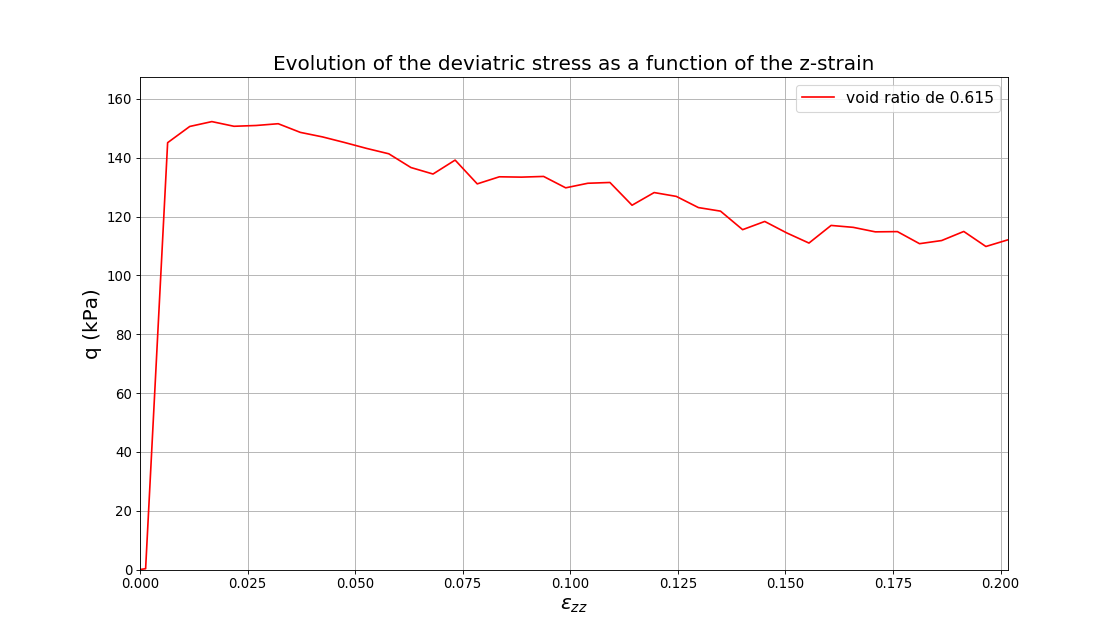 Evolution of the deviatric stress as a function of the z-strain
void ratio de 0.615
q (kPa)
160
140
120
100
80
60
40
20
0
0.000 0.025 0.050 0.075 0.100 0.125 0.150 0.175 0.200
εzz